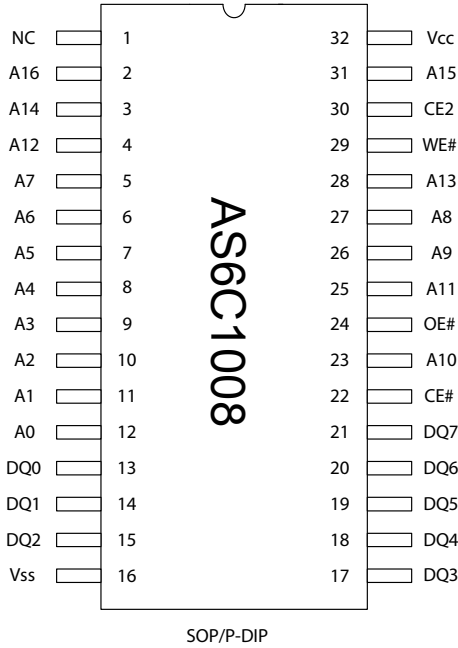 NC 1 32 Vcc
A16 2 31 A15
A14 3 30 CE2
A12 4 29 WE#
A7 5 28 A13
A6 6 27 A8
A5 7 26 A9
A4 8 25 A11
A3 9 24 OE#
A2 10 23 A10
A1 11 22 CE#
A0 12 21 DQ7
DQ0 13 20 DQ6
DQ1 14 19 DQ5
DQ2 15 18 DQ4
Vss 16 17 DQ3
AS6C1008
SOP/P-DIP